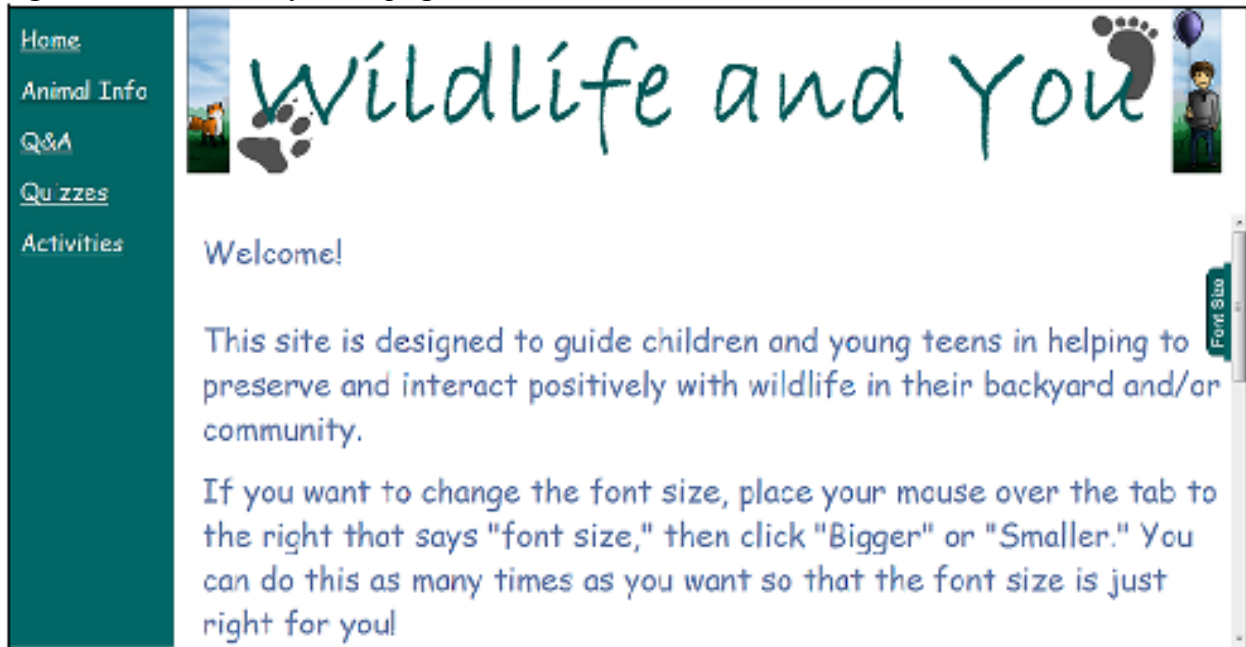 Home
Animal Info
Q&A
Quizzes
Activities
Wildlife and You
Welcome!
Font Size
This site is designed to guide children and young teens in helping to
preserve and interact positively with wildlife in their backyard and/or
community.
If you want to change the font size, place your mouse over the tab to
the right that says "font size," then click "Bigger" or "Smaller." You
can do this as many times as you want so that the font size is just
right for you!